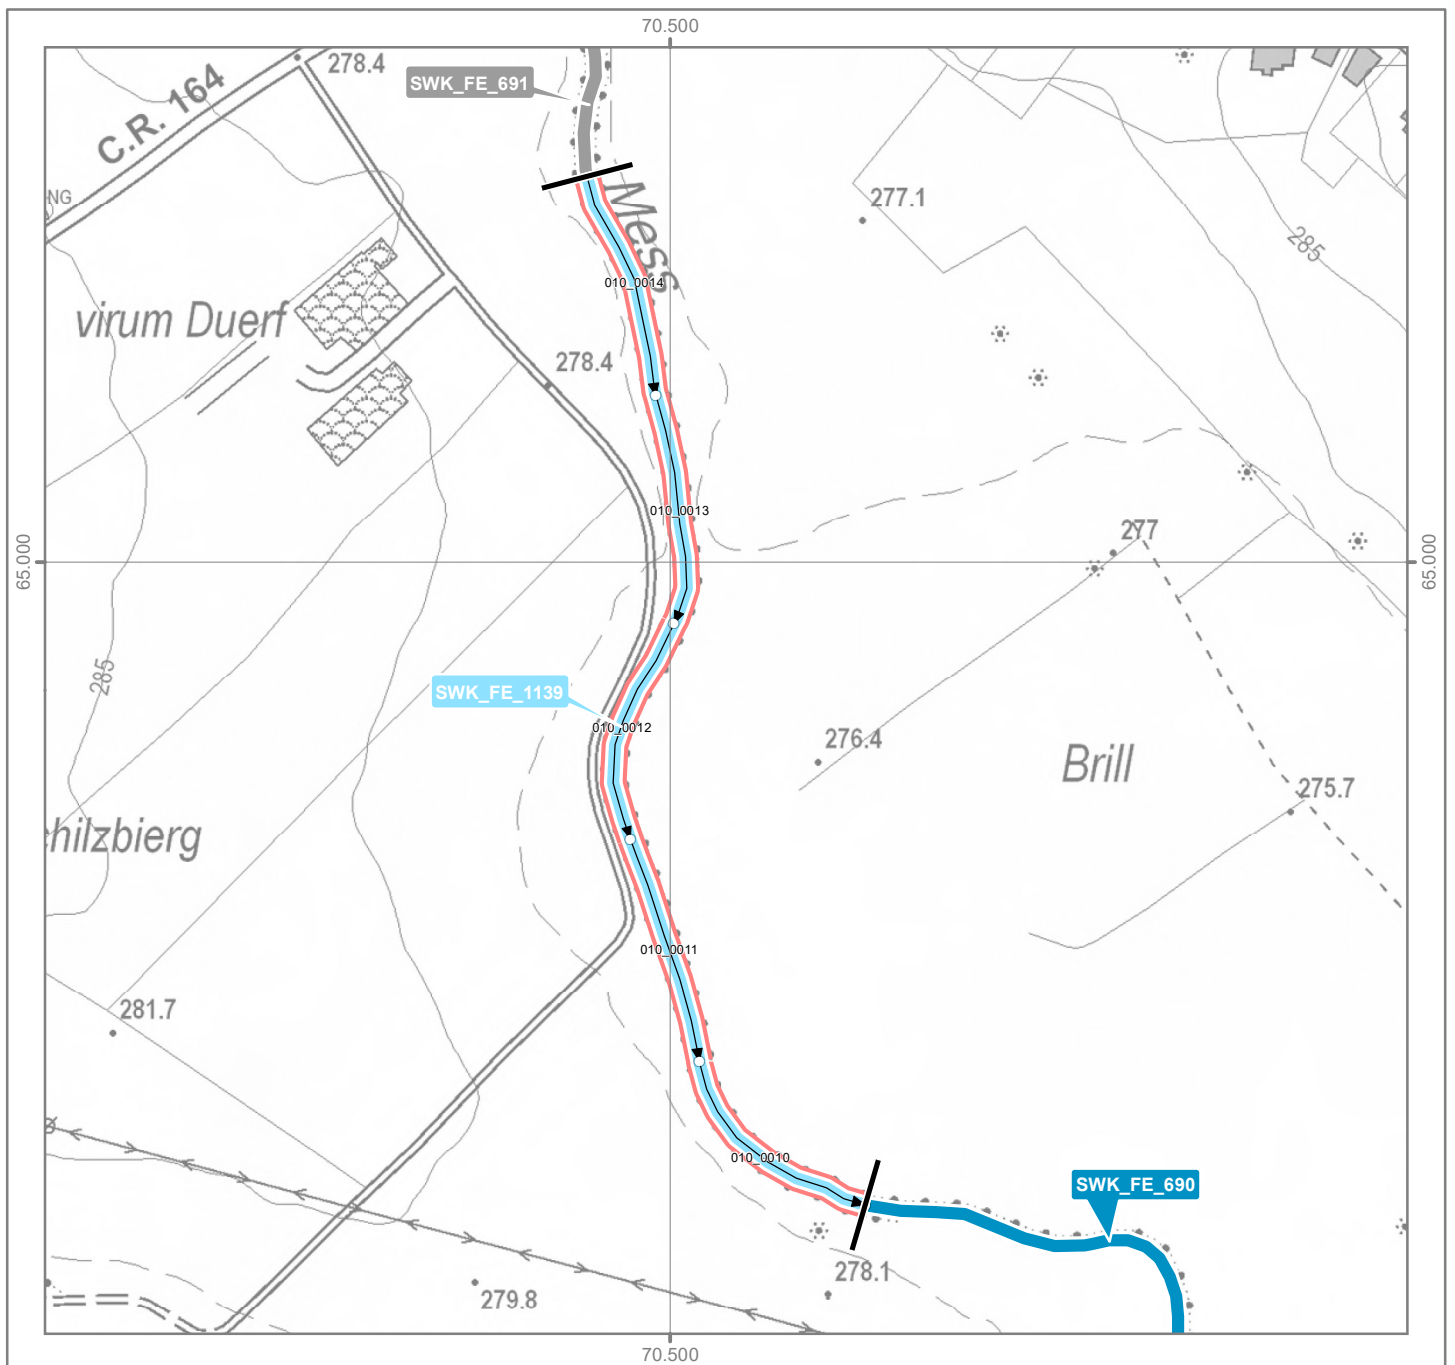 70.500
278.4
SWK_FE_691
C.R. 164
NG
Mess
277.1
285
010_0014
virum Duerf
278.4
010_0013
277
65.000
65.000
285
SWK_FE_1139
010_0012
276.4
Brill
275.7
hilzbierg
010_0011
281.7
010_0010
SWK_FE_690
278.1
279.8
70.500